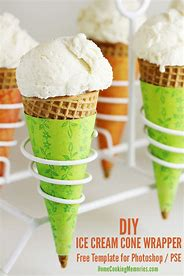 DIY
ICE CREAM CONE WRAPPER
Free Template for Photoshop / PSE
HomeCookingMemories.com